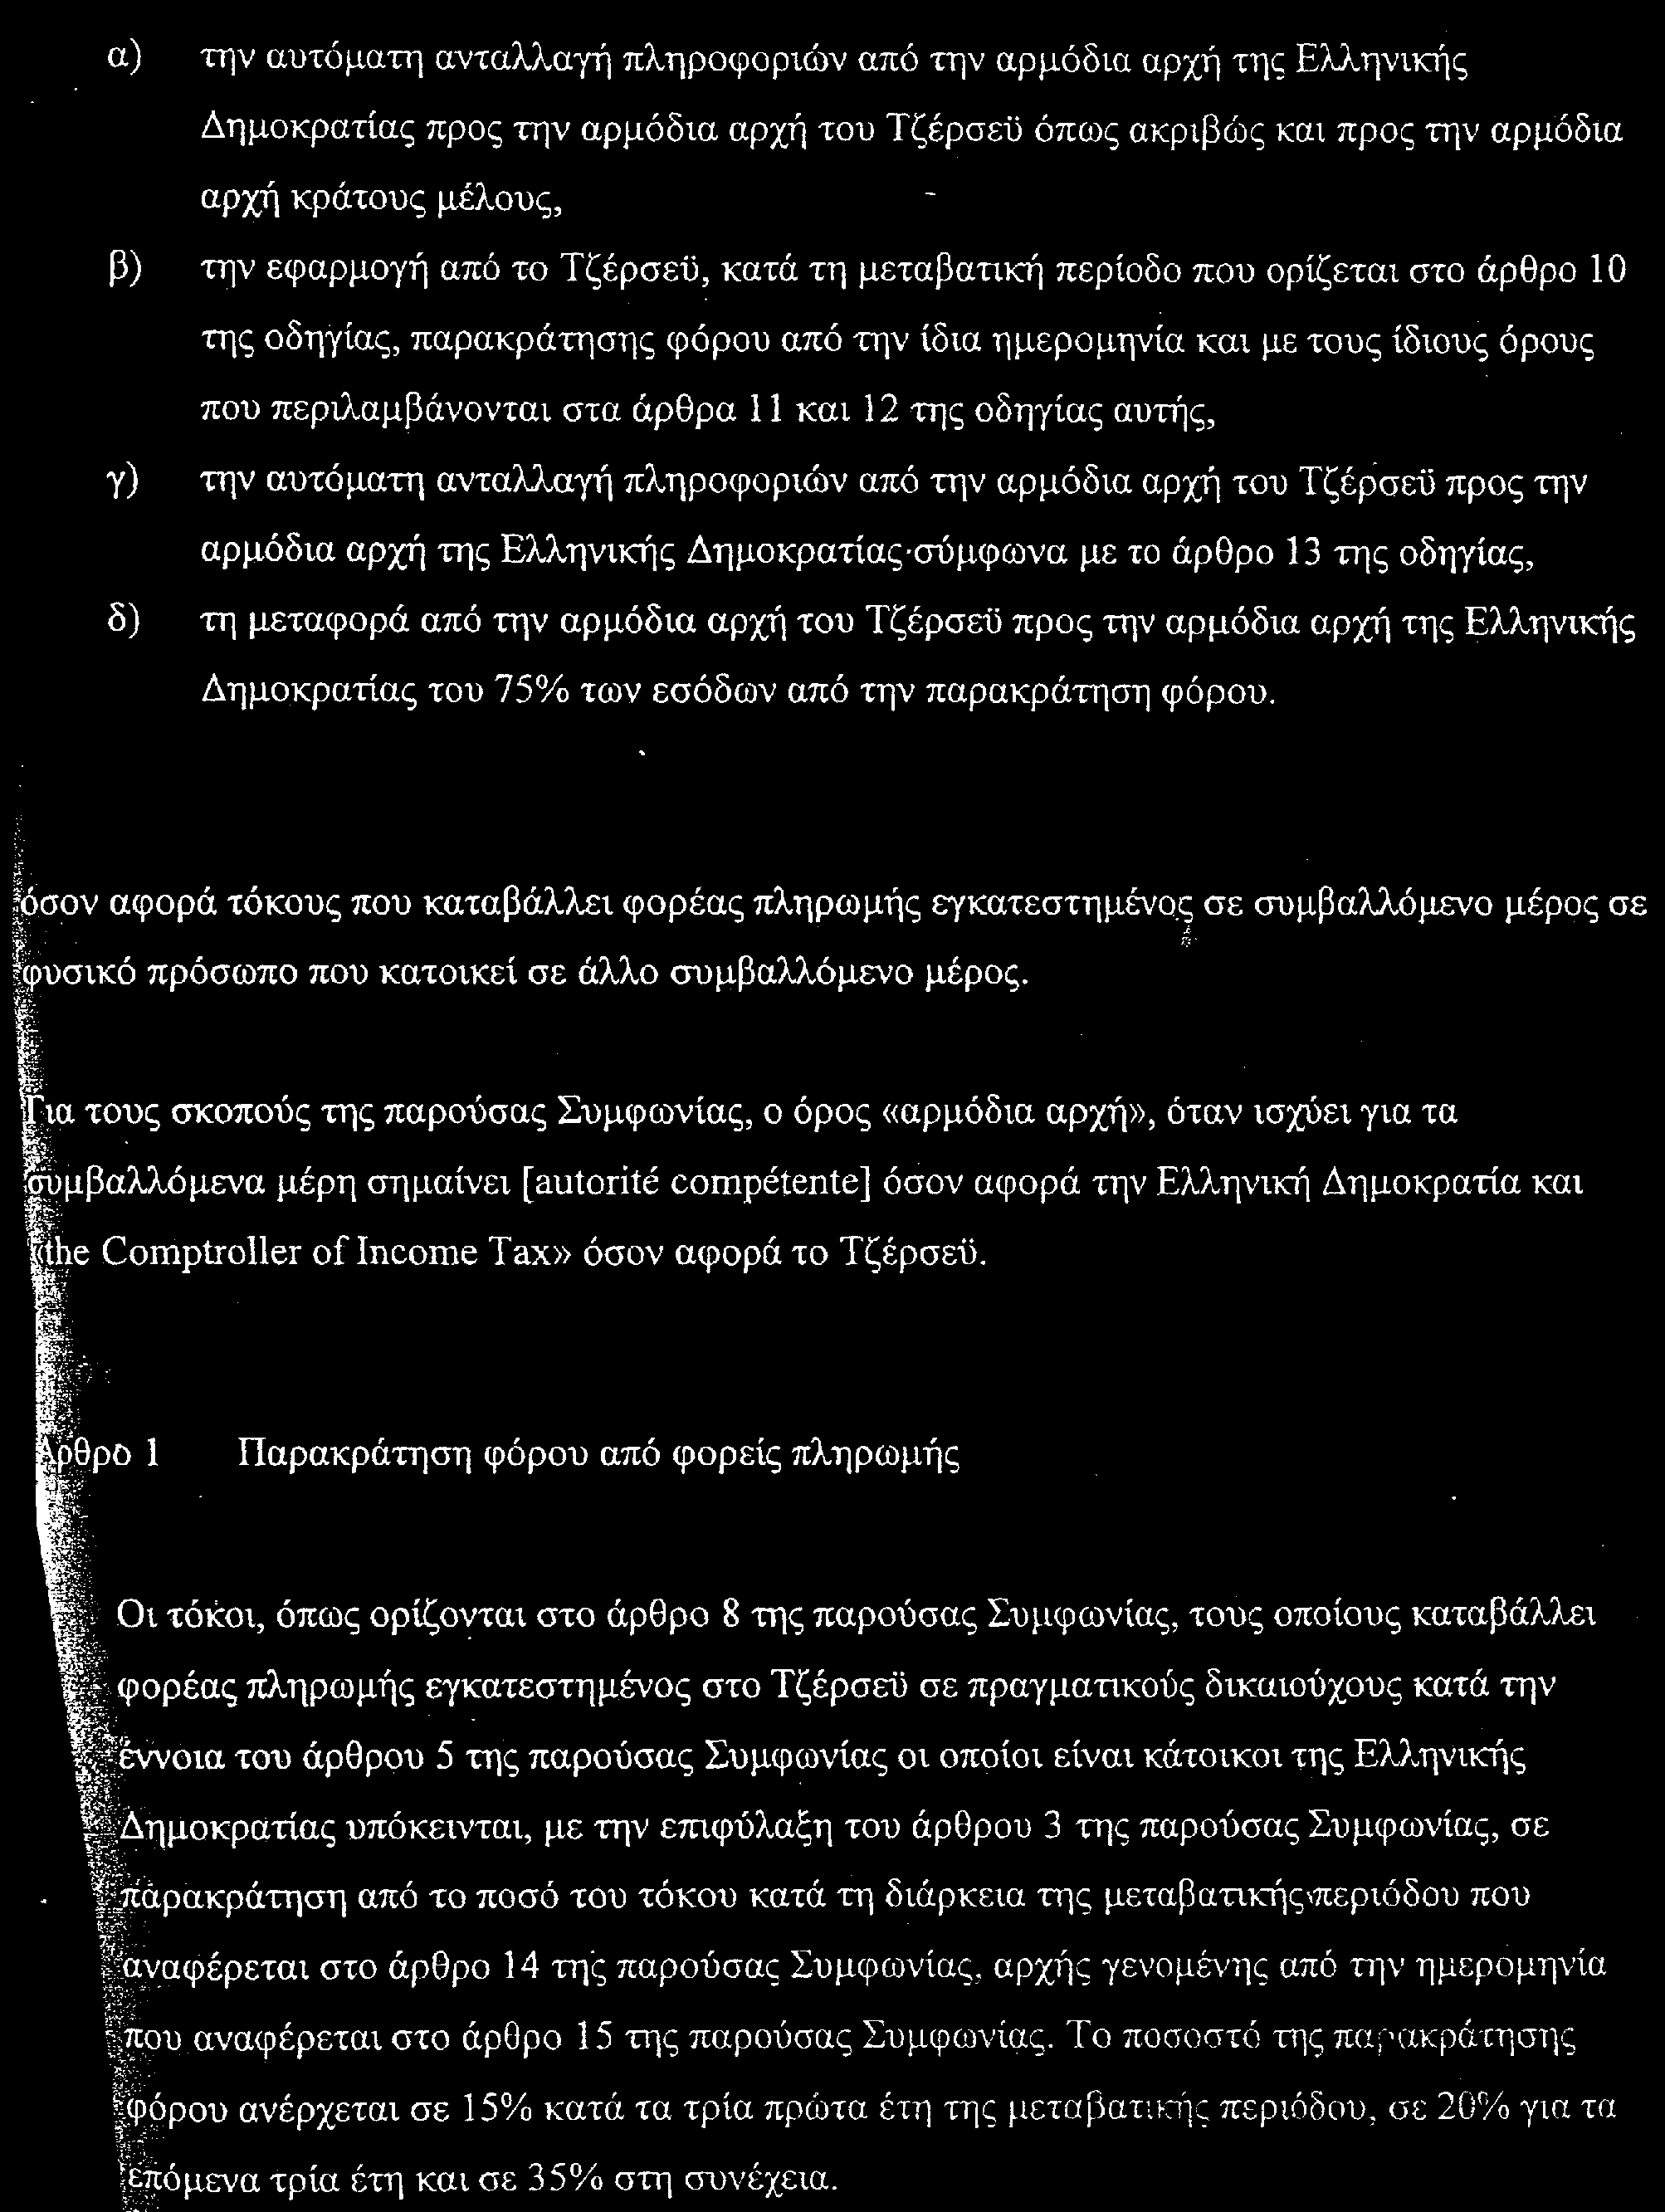 α) την αυτόματη ανταλλαγή πληροφοριών από την αρμόδια αρχή της Ελληνικής
Δημοκρατίας προς την αρμόδια αρχή του Τζέρσεϋ όπως ακριβώς και προς την αρμόδια
αρχή κράτους μέλους,
β) την εφαρμογή από το Τζέρσεϋ, κατά τη μεταβατική περίοδο που ορίζεται στο άρθρο 10
της οδηγίας, παρακράτησης φόρου από την ίδια ημερομηνία και με τους ίδιους όρους
που περιλαμβάνονται στα άρθρα 11 και 12 της οδηγίας αυτής,
γ) την αυτόματη ανταλλαγή πληροφοριών από την αρμόδια αρχή του Τζέρσεϋ προς την
αρμόδια αρχή της Ελληνικής Δημοκρατίας σύμφωνα με το άρθρο 13 της οδηγίας,
δ) τη μεταφορά από την αρμόδια αρχή του Τζέρσεϋ προς την αρμόδια αρχή της Ελληνικής
Δημοκρατίας του 75% των εσόδων από την παρακράτηση φόρου.
όσον αφορά τόκους που καταβάλλει φορέας πληρωμής εγκατεστημένος σε συμβαλλόμενο μέρος σε
φυσικό πρόσωπο που κατοικεί σε άλλο συμβαλλόμενο μέρος.
Για τους σκοπούς της παρούσας Συμφωνίας, ο όρος «αρμόδια αρχή», όταν ισχύει για τα
συμβαλλόμενα μέρη σημαίνει [autorité compétente] όσον αφορά την Ελληνική Δημοκρατία και
«the Comptroller of Income Tax» όσον αφορά το Τζέρσεϋ.
Άρθρο 1 Παρακράτηση φόρου από φορείς πληρωμής
Οι τόκοι, όπως ορίζονται στο άρθρο 8 της παρούσας Συμφωνίας, τους οποίους καταβάλλει
φορέας πληρωμής εγκατεστημένος στο Τζέρσεϋ σε πραγματικούς δικαιούχους κατά την
έννοια του άρθρου 5 της παρούσας Συμφωνίας οι οποίοι είναι κάτοικοι της Ελληνικής
Δημοκρατίας υπόκεινται, με την επιφύλαξη του άρθρου 3 της παρούσας Συμφωνίας, σε
παρακράτηση από το ποσό του τόκου κατά τη διάρκεια της μεταβατικής περιόδου που
αναφέρεται στο άρθρο 14 της παρούσας Συμφωνίας, αρχής γενομένης από την ημερομηνία
που αναφέρεται στο άρθρο 15 της παρούσας Συμφωνίας. Το ποσοστό της παρακράτησης
φόρου ανέρχεται σε 15% κατά τα τρία πρώτα έτη της μεταβατικής περιόδου, σε 20% για τα
επόμενα τρία έτη και σε 35% στη συνέχεια.